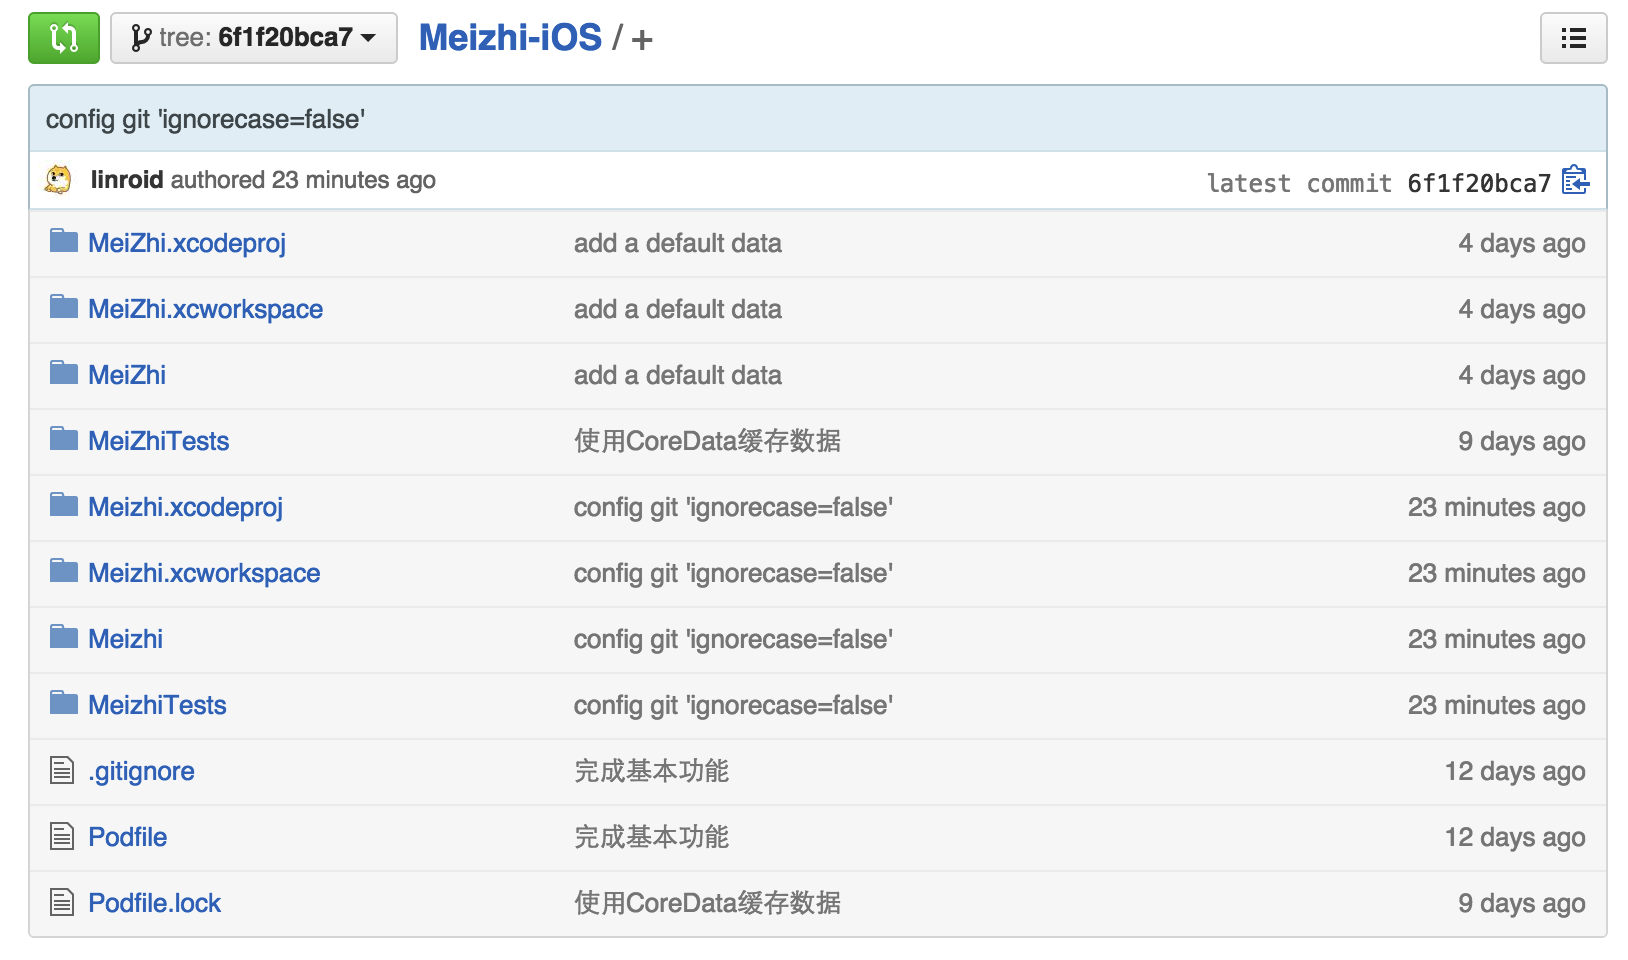 tree: 6f1f20bca7 Meizhi-iOS / +
config git 'ignorecase=false'
linroid authored 23 minutes ago latest commit 6f1f20bca7
MeiZhi.xcodeproj add a default data 4 days ago
MeiZhi.xcworkspace add a default data 4 days ago
MeiZhi add a default data 4 days ago
MeiZhiTests 使用CoreData缓存数据 9 days ago
Meizhi.xcodeproj config git 'ignorecase=false' 23 minutes ago
Meizhi.xcworkspace config git 'ignorecase=false' 23 minutes ago
Meizhi config git 'ignorecase=false' 23 minutes ago
MeizhiTests config git 'ignorecase=false' 23 minutes ago
.gitignore 完成基本功能 12 days ago
Podfile 完成基本功能 12 days ago
Podfile.lock 使用CoreData缓存数据 9 days ago